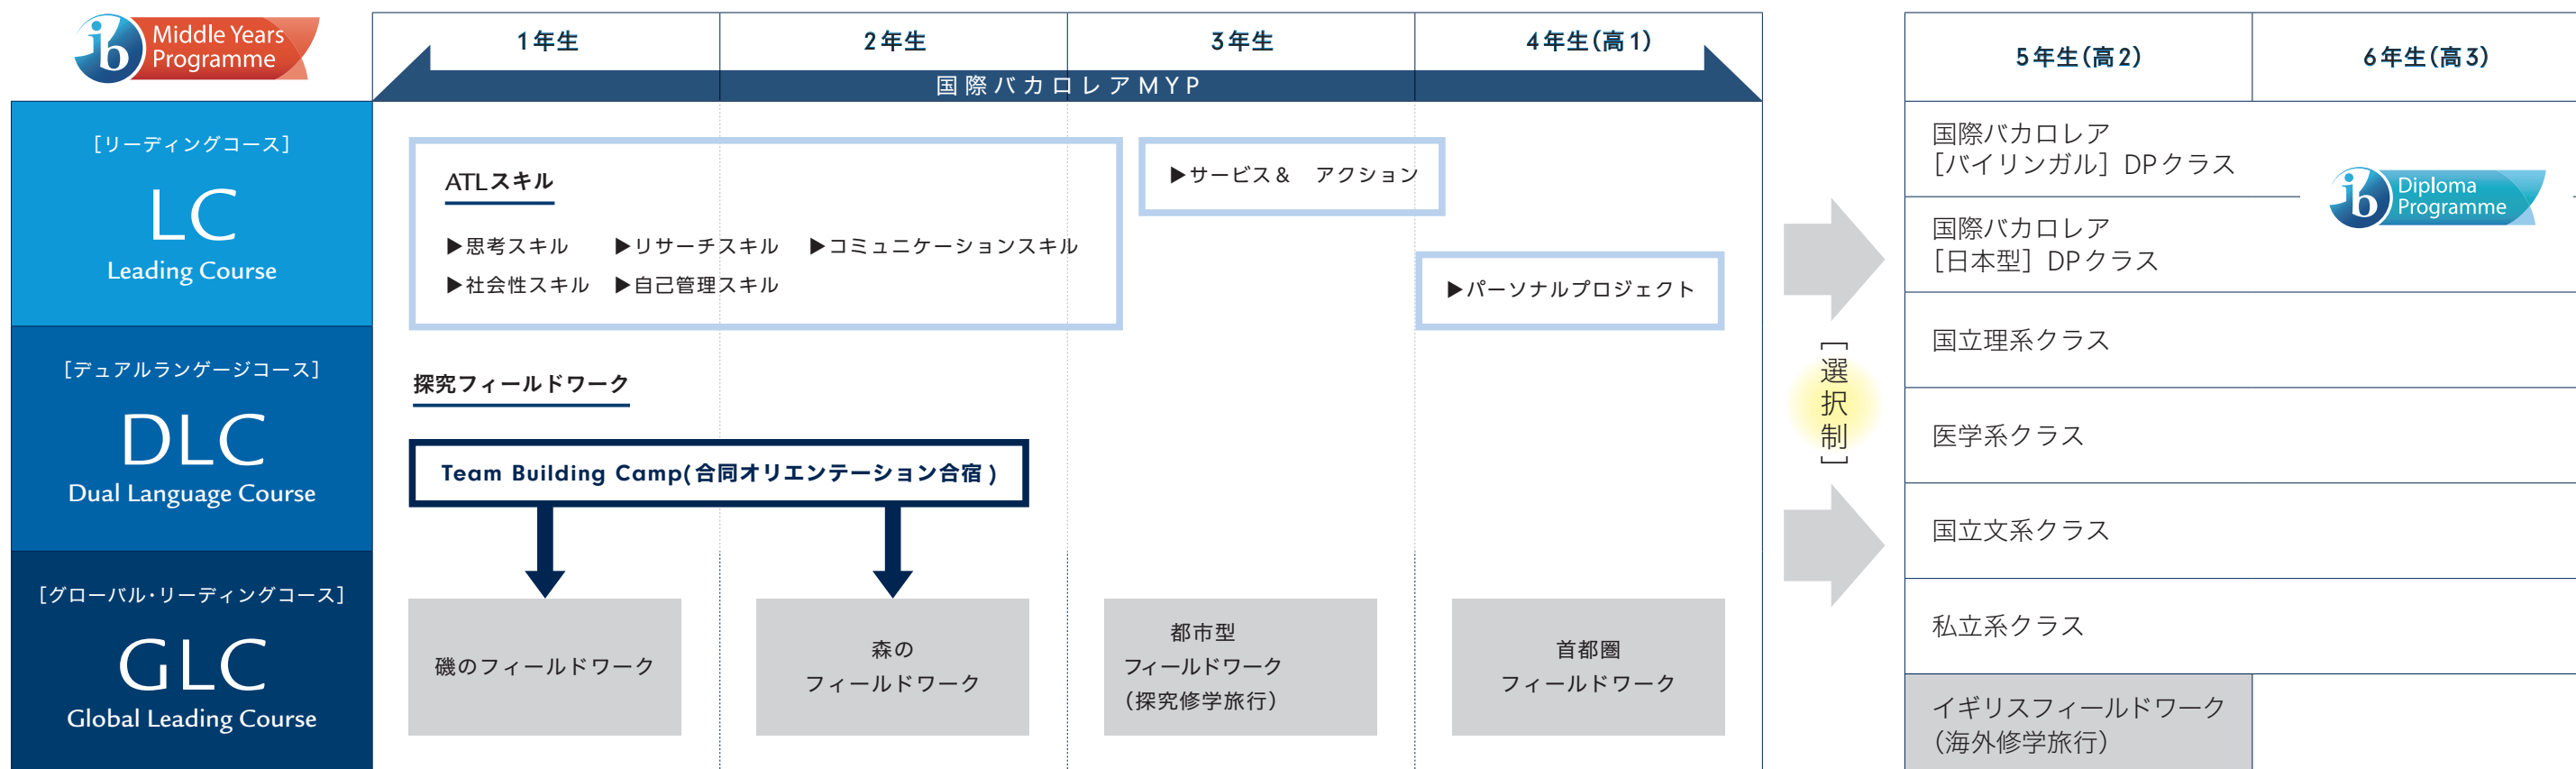 ib Middle Years
Programme
1年生
2年生
3年生
4年生(高1)
国際バカロレアMYP
[リーディングコース]
LC
Leading Course
[デュアルランゲージコース]
DLC
Dual Language Course
[グローバル・リーディングコース]
GLC
Global Leading Course
ATLスキル
▶思考スキル ▶リサーチスキル ▶コミュニケーションスキル
▶社会性スキル ▶自己管理スキル
▶サービス& アクション
▶パーソナルプロジェクト
探究フィールドワーク
Team Building Camp(合同オリエンテーション合宿)
磯のフィールドワーク
森の
フィールドワーク
都市型
フィールドワーク
(探究修学旅行)
首都圏
フィールドワーク
[選択制]
5年生(高2)
6年生(高3)
国際バカロレア
[バイリンガル] DPクラス
ib Diploma
Programme
国際バカロレア
[日本型] DPクラス
国立理系クラス
医学系クラス
国立文系クラス
私立系クラス
イギリスフィールドワーク
(海外修学旅行)